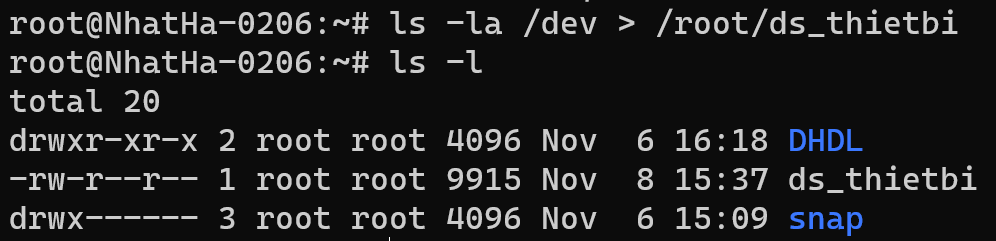 root@NhatHa-0206:~# ls -la /dev > /root/ds_thietbi
root@NhatHa-0206:~# ls -l
total 20
drwxr-xr-x 2 root root 4096 Nov  6 16:18 DHDL
-rw-r--r-- 1 root root 9915 Nov  8 15:37 ds_thietbi
drwx------ 3 root root 4096 Nov  6 15:09 snap